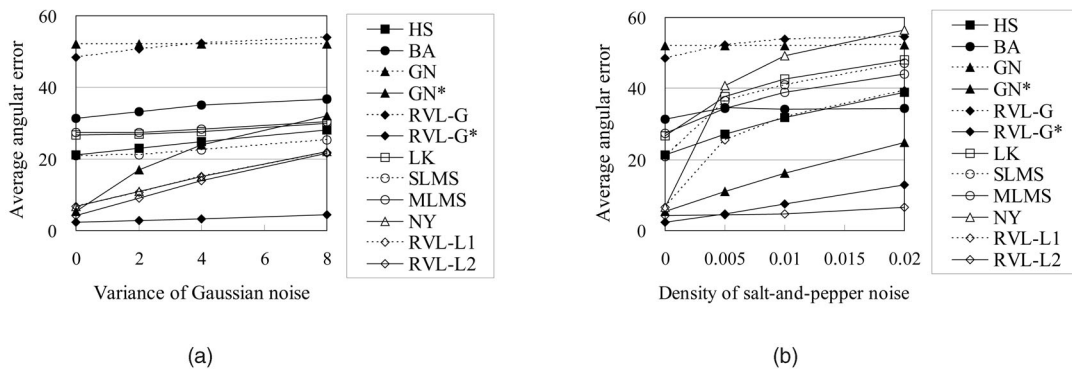 60
40
20
0
Average angular error
0
2
4
6
8
Variance of Gaussian noise
HS
BA
GN
GN*
RVL-G
RVL-G*
LK
SLMS
MLMS
NY
RVL-L1
RVL-L2
(a)
60
50
40
30
20
10
0
Average angular error
0
0.005
0.01
0.015
0.02
Density of salt-and-pepper noise
HS
BA
GN
GN*
RVL-G
RVL-G*
LK
SLMS
MLMS
NY
RVL-L1
RVL-L2
(b)